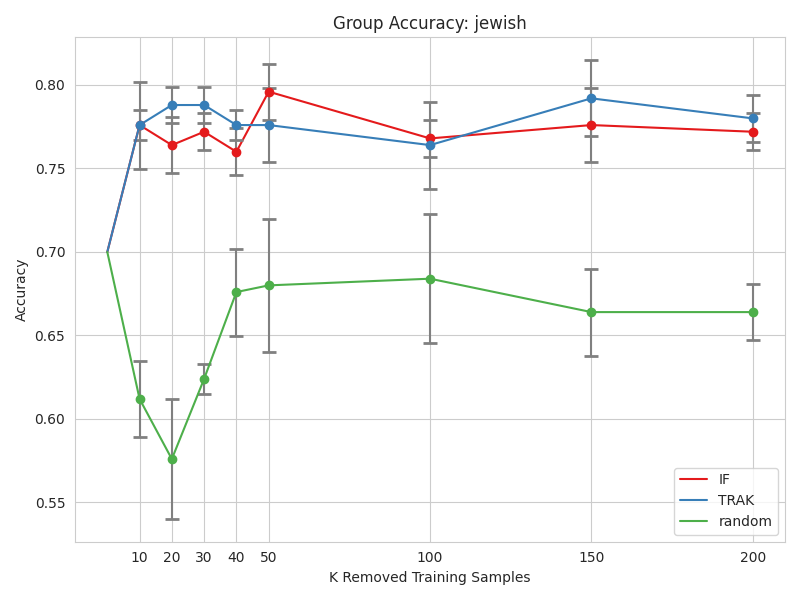 Group Accuracy: jewish
Accuracy
0.80
0.75
0.70
0.65
0.60
0.55
10 20 30 40 50 100 150 200
K Removed Training Samples
IF
TRAK
random